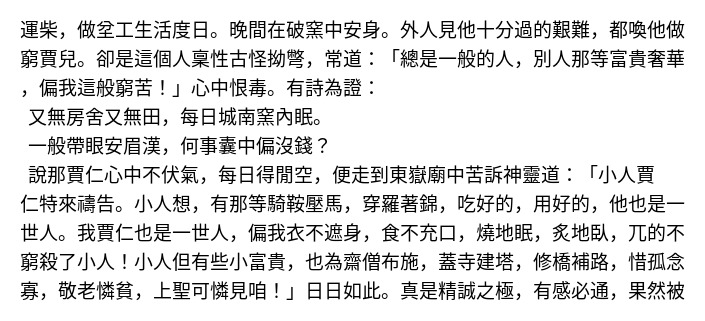 運柴，做坌工生活度日。晚間在破窯中安身。外人見他十分過的艱難，都喚他做
窮賈兒。卻是這個人稟性古怪拗彆，常道：「總是一般的人，別人那等富貴奢華
，偏我這般窮苦！」心中恨毒。有詩為證：
又無房舍又無田，每日城南窯內眠。
一般帶眼安眉漢，何事囊中偏沒錢？
說那賈仁心中不伏氣，每日得閒空，便走到東嶽廟中苦訴神靈道：「小人賈
仁特來禱告。小人想，有那等騎鞍壓馬，穿羅著錦，吃好的，用好的，他也是一
世人。我賈仁也是一世人，偏我衣不遮身，食不充口，燒地眠，炙地臥，兀的不
窮殺了小人！小人但有些小富貴，也為齋僧布施，蓋寺建塔，修橋補路，惜孤念
寡，敬老憐貧，上聖可憐見咱！」日日如此。真是精誠之極，有感必通，果然被